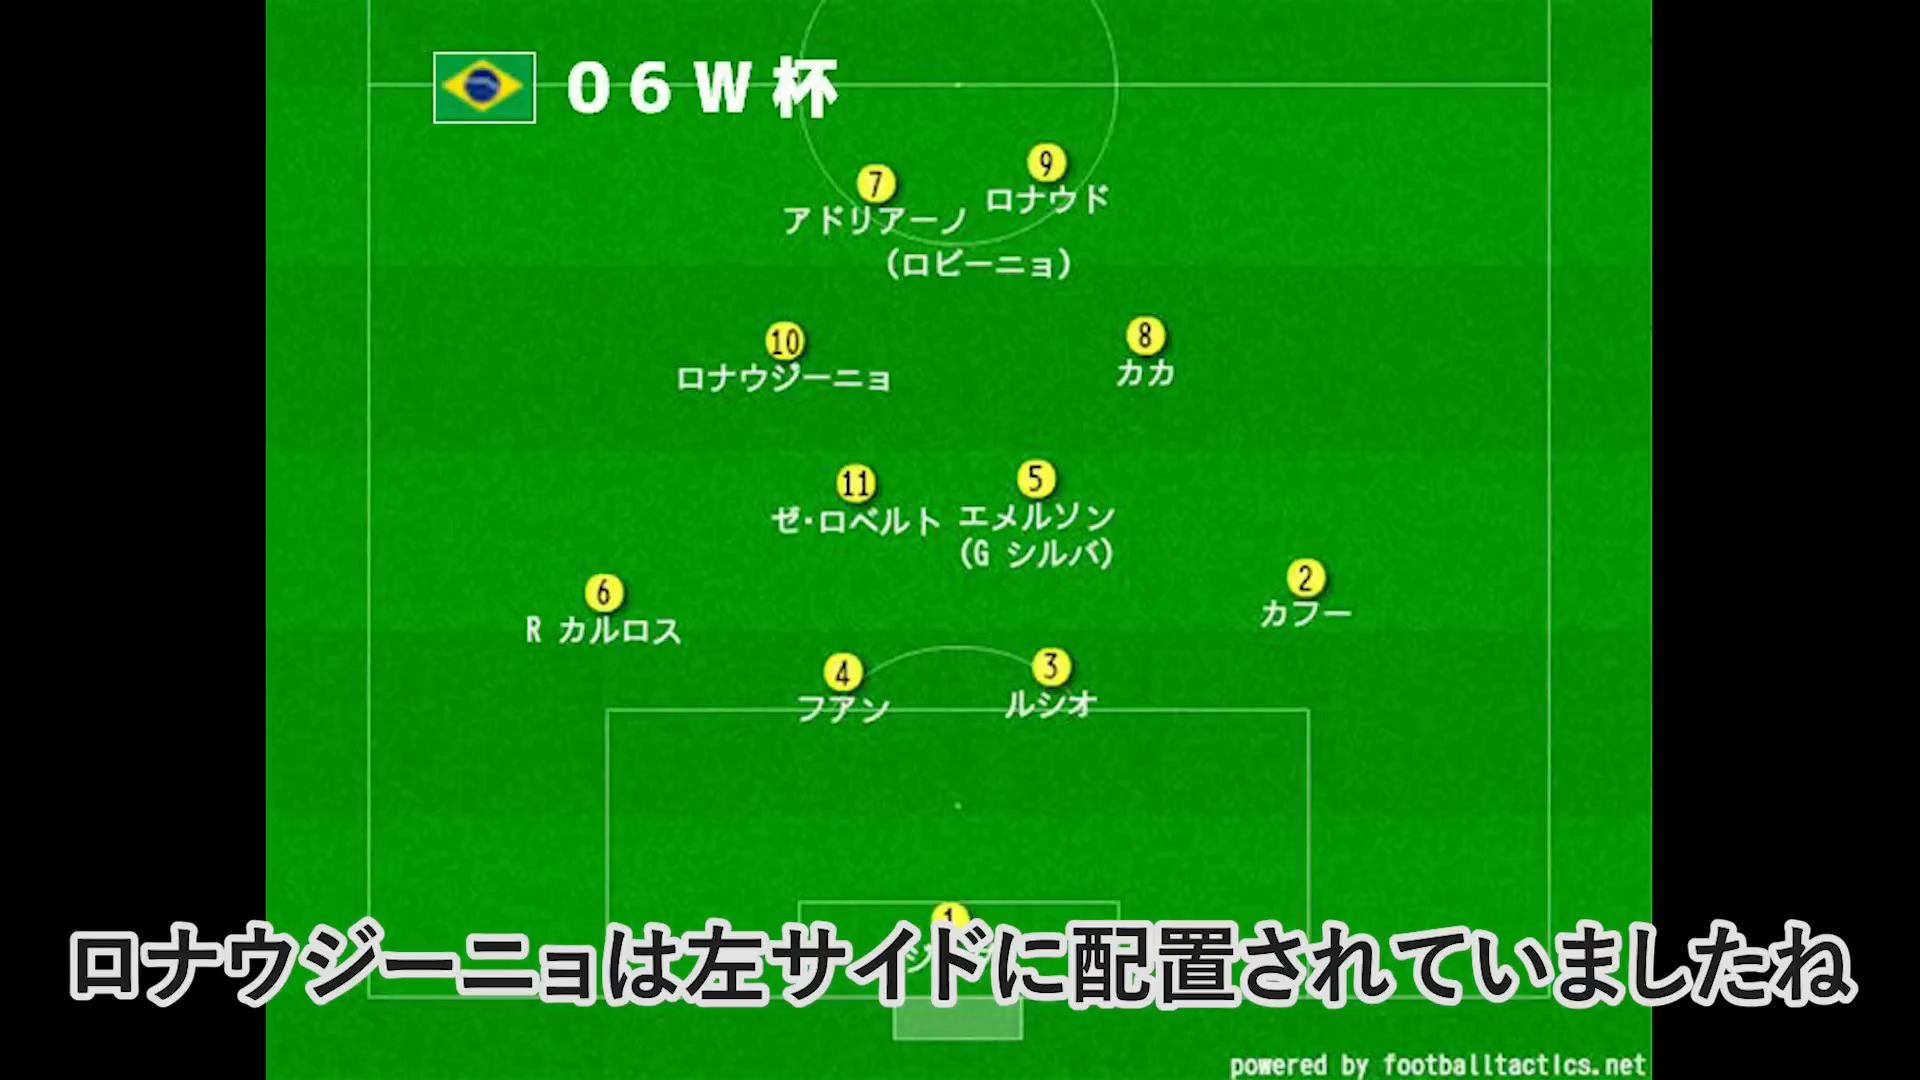 06W杯
9
7
ロナウド
アドリアーノ
(ロビーニョ)
10
8
ロナウジーニョ
カカ
11
5
ゼ・ロベルト
エメルソン
(G シルバ)
6
2
R カルロス
カフー
4
3
フアン
ルシオ
1
ロナウジーニョは左サイドに配置されていましたね
powered by footballtactics.net